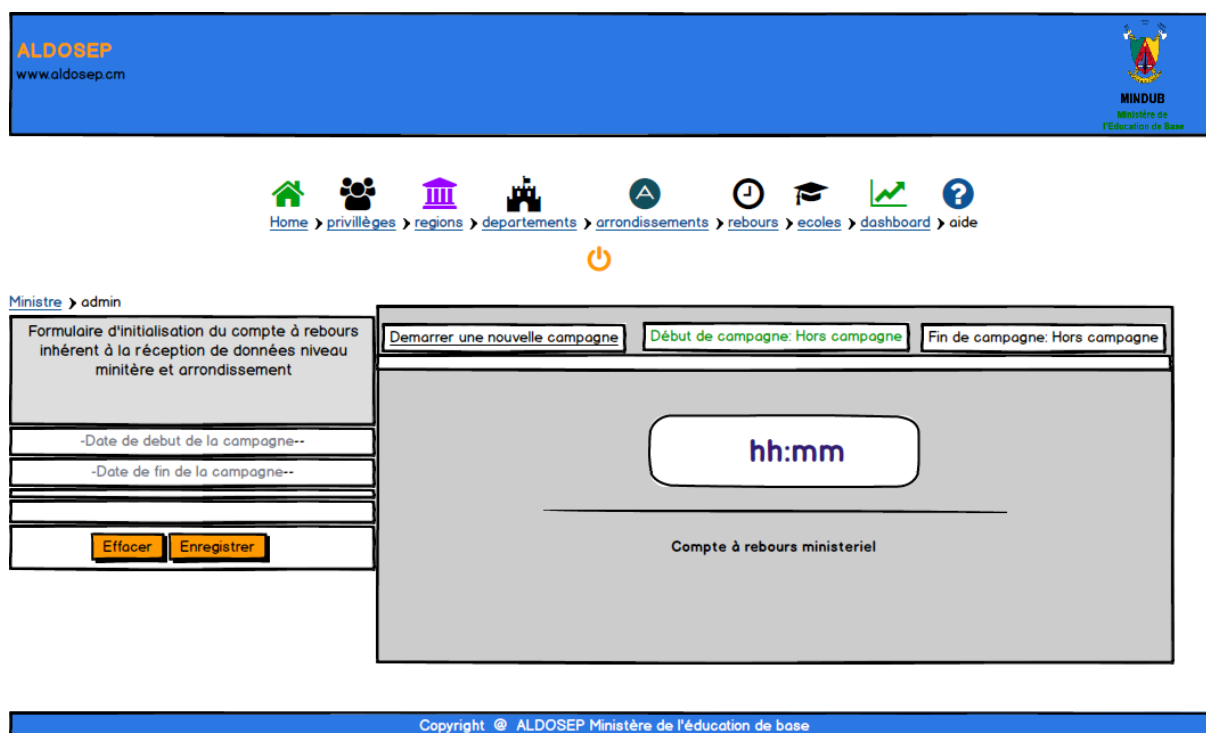 ALDOSEP
www.aldosep.cm
MINDUB
Ministère de
l'Education de Base
Home privillèges regions departements arrondissements rebours ecoles dashboard aide
Ministre admin
Formulaire d'initialisation du compte à rebours
inhérent à la réception de données niveau
minitère et arrondissement
-Date de debut de la campagne--
-Date de fin de la campagne--
Effacer Enregistrer
Demarrer une nouvelle campagne Début de campagne: Hors campagne Fin de campagne: Hors campagne
hh:mm
Compte à rebours ministeriel
Copyright @ ALDOSEP Ministère de l'éducation de base